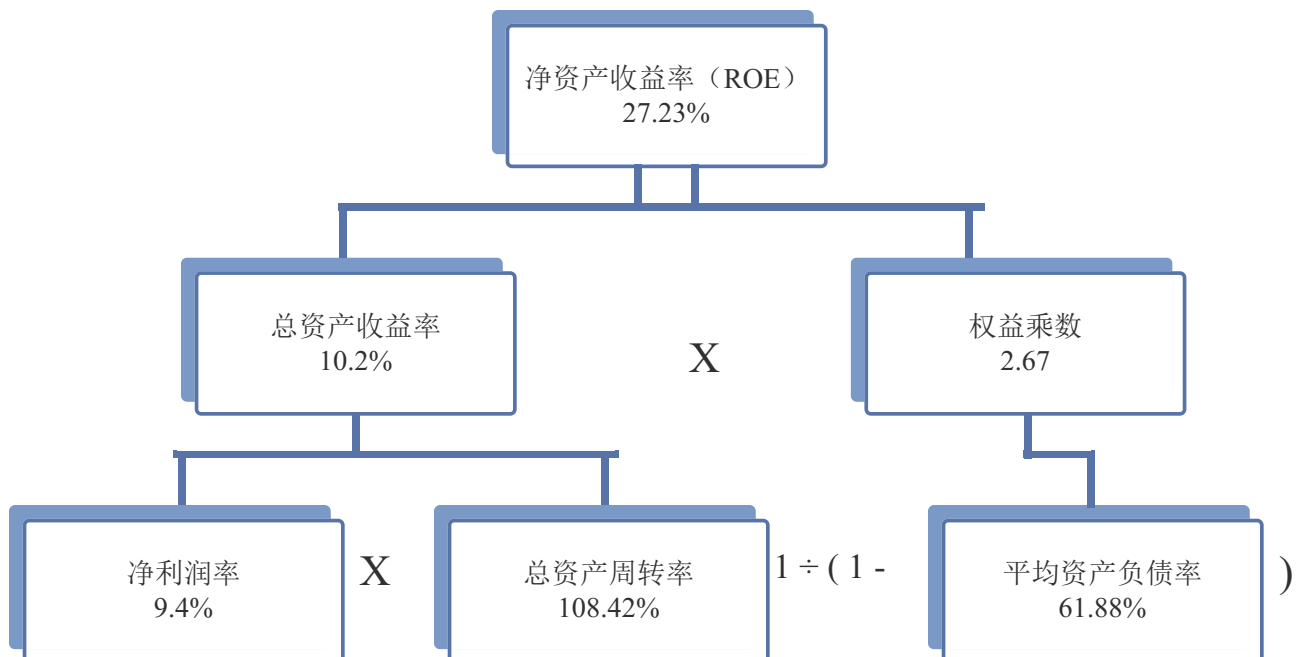 净资产收益率（ROE）
27.23%
总资产收益率
10.2%
X
权益乘数
2.67
净利润率
9.4%
X
总资产周转率
108.42%
1 ÷ ( 1 -
平均资产负债率
61.88%
)